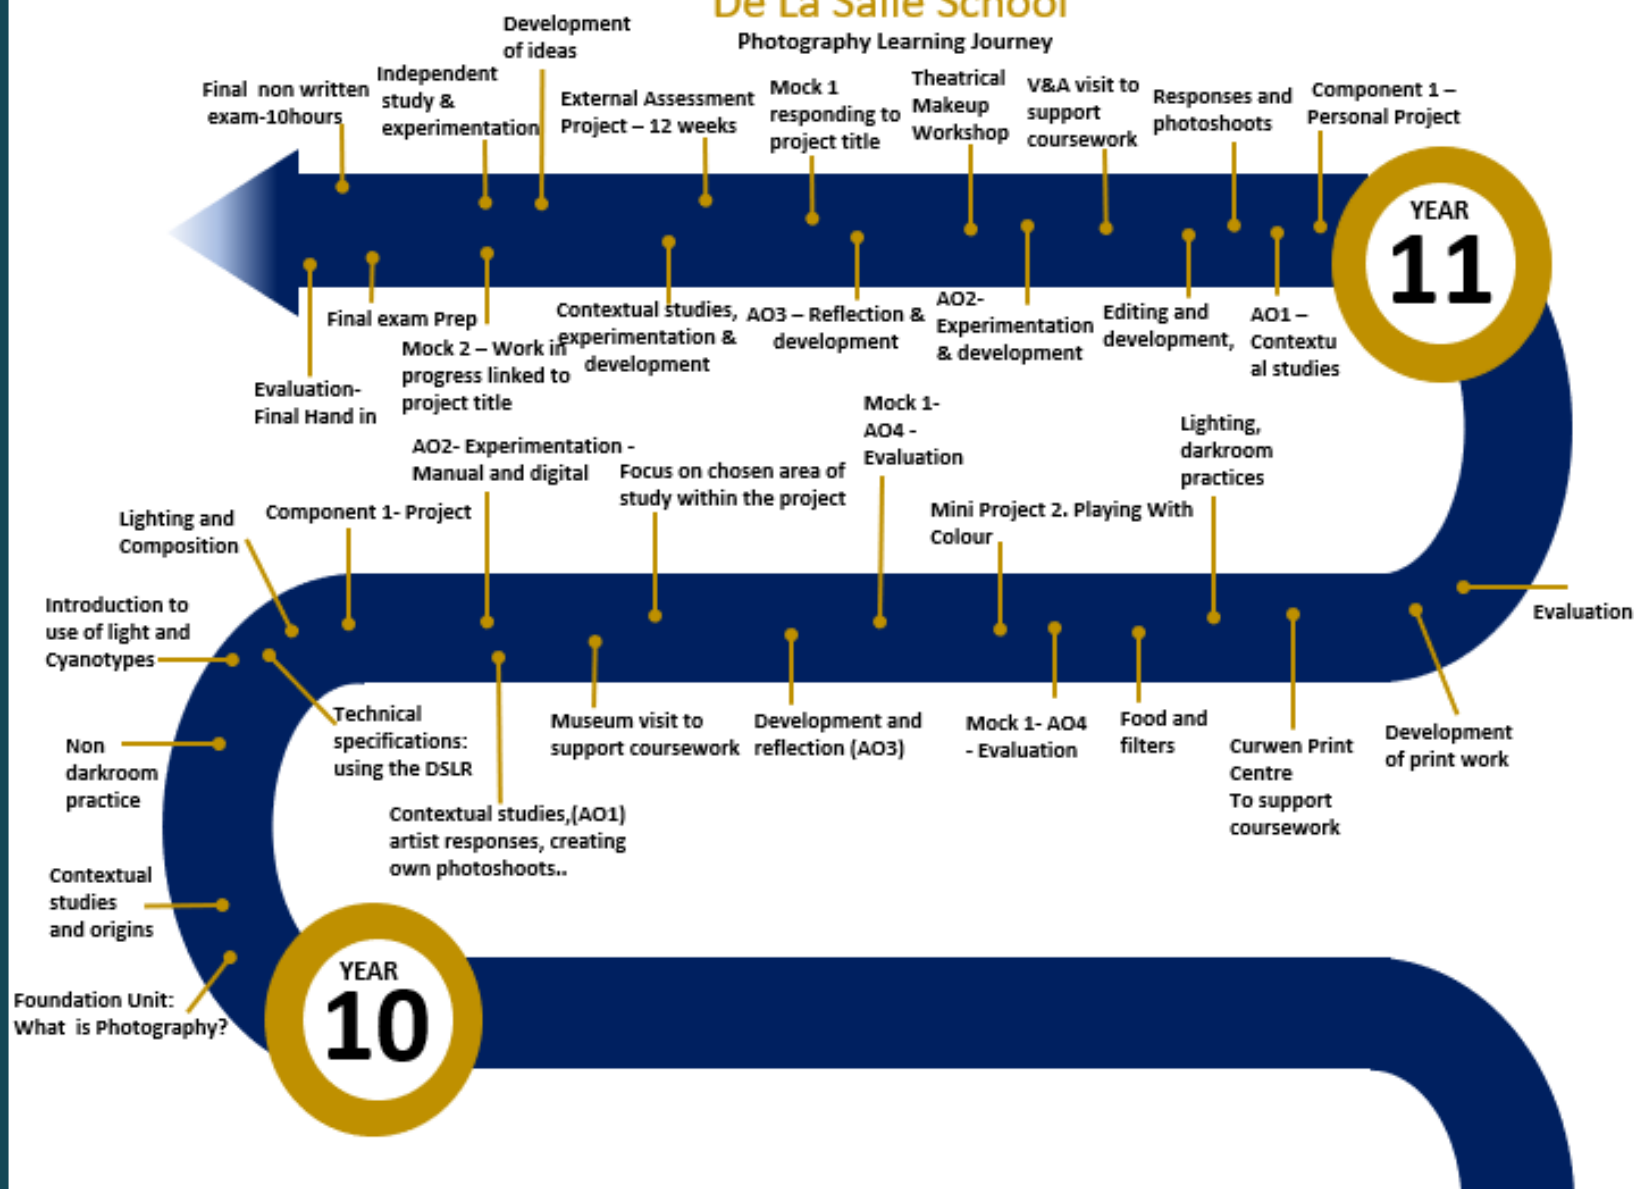 De La Salle School
Photography Learning Journey
Development
of ideas
Final  non written
exam-10hours
Independent
study &
experimentation
External Assessment
Project – 12 weeks
Mock 1
responding to
project title
Theatrical
Makeup
Workshop
V&A visit to
support
coursework
Responses and
photoshoots
Component 1 –
Personal Project
YEAR
11
Evaluation-
Final Hand in
Final exam Prep
Mock 2 – Work in
progress linked to
project title
Contextual studies,
experimentation &
development
AO3 – Reflection &
development
AO2-
Experimentation
& development
Editing and
development,
AO1 –
Contextu
al studies
Lighting and
Composition
Component 1- Project
AO2- Experimentation -
Manual and digital
Focus on chosen area of
study within the project
Mock 1-
AO4 -
Evaluation
Mini Project 2. Playing With
Colour
Lighting,
darkroom
practices
Evaluation
Introduction to
use of light and
Cyanotypes
Non
darkroom
practice
Contextual
studies
and origins
Foundation Unit:
What  is Photography?
Technical
specifications:
using the DSLR
Contextual studies,(AO1)
artist responses, creating
own photoshoots..
Museum visit to
support coursework
Development and
reflection (AO3)
Mock 1- AO4
- Evaluation
Food and
filters
Curwen Print
Centre
To support
coursework
Development
of print work
YEAR
10